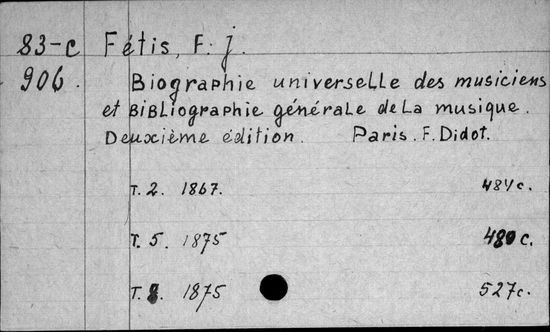 83-c Fétis, F. j.
906. Biographie universelle des musiciens
et bibliographie générale de la musique.
Deuxième édition. Paris. F. Didot.
T. 2. 1867. 484 c.
T. 5. 1875 480 c.
T. 8. 1875 527 c.